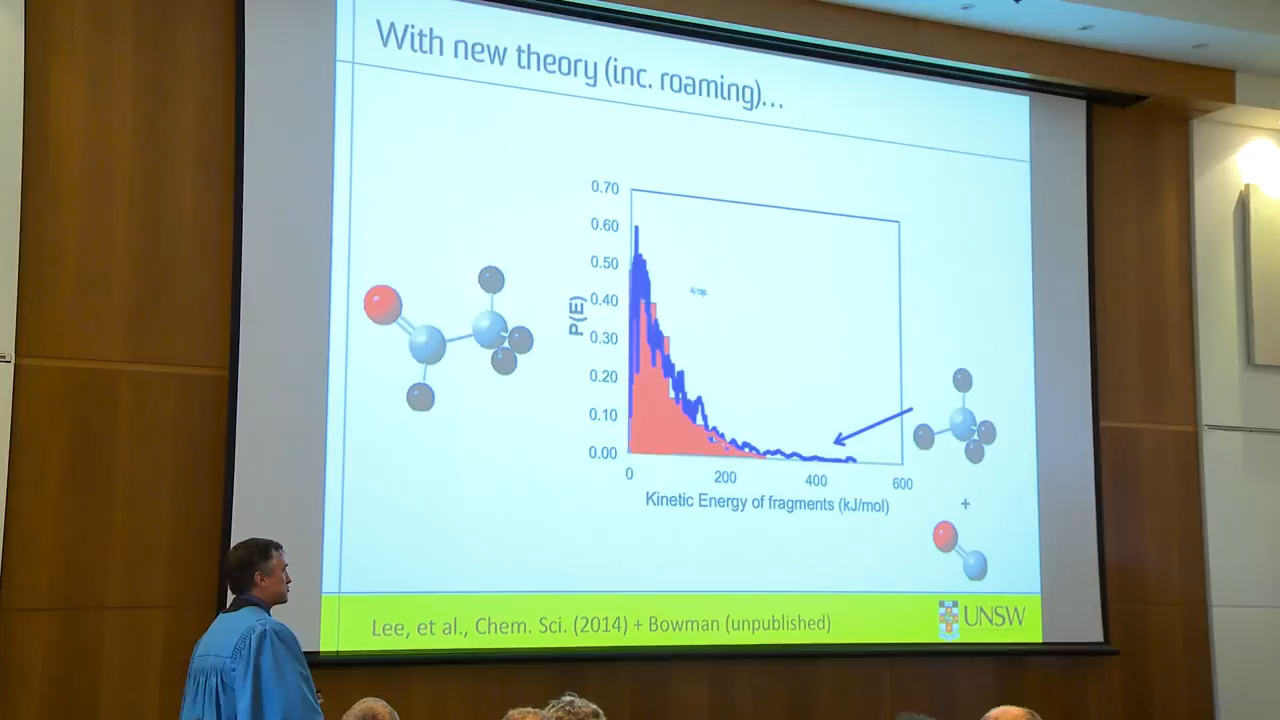 With new theory (inc. roaming)...
0.70
0.60
0.50
0.40
0.30
0.20
0.10
0.00
P(E)
0
200
400
600
Kinetic Energy of fragments (kJ/mol)
+
Lee, et al., Chem. Sci. (2014) + Bowman (unpublished)
UNSW